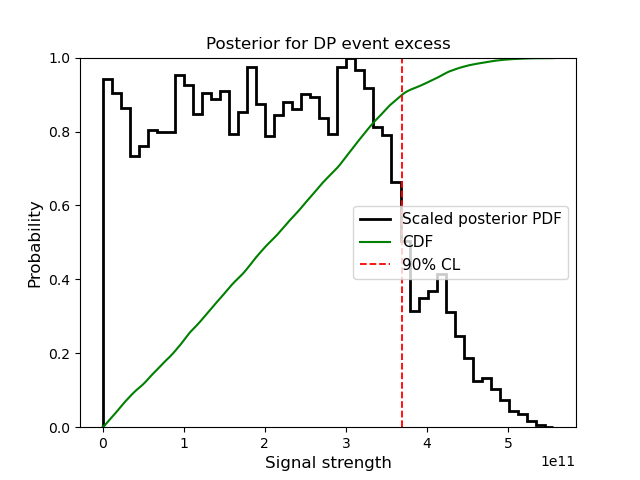 Posterior for DP event excess
1.0
0.8
0.6
0.4
0.2
0.0
Probability
Scaled posterior PDF
CDF
90% CL
0 1 2 3 4 5
1e11
Signal strength